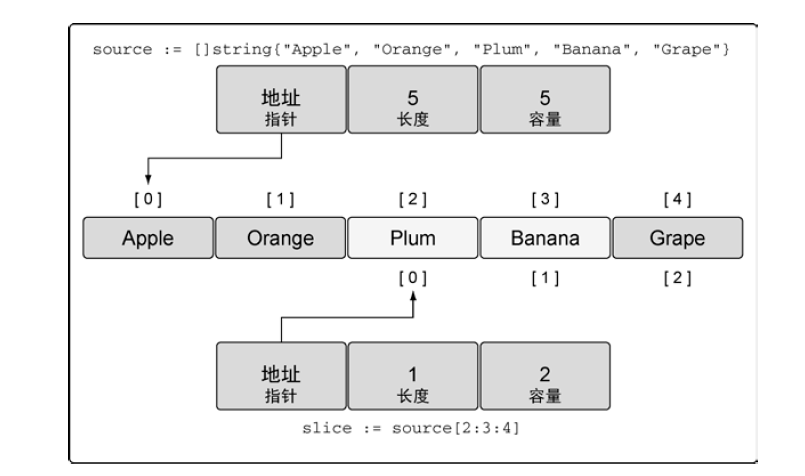 source := []string{"Apple", "Orange", "Plum", "Banana", "Grape"}
地址 5 5
指针 长度 容量
[0] [1] [2] [3] [4]
Apple Orange Plum Banana Grape
[0] [1] [2]
地址 1 2
指针 长度 容量
slice := source[2:3:4]